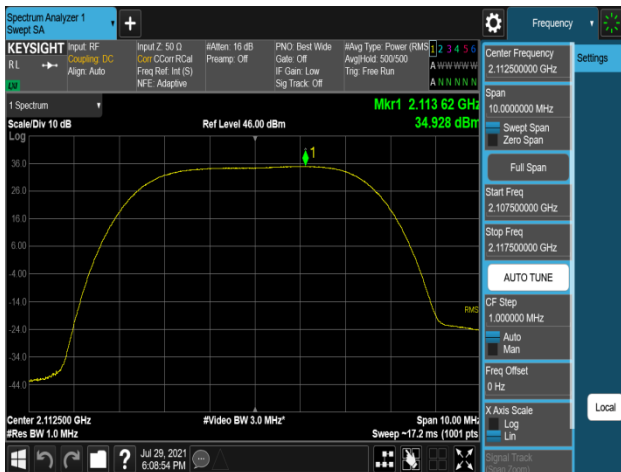 Spectrum Analyzer 1
Swept SA
+
Frequency
KEYSIGHT
R L
LXI
Input: RF
Coupling: DC
Align: Auto
Input Z: 50 Ω
Corr CCorr RCal
Freq Ref: Int (S)
NFE: Adaptive
#Atten: 16 dB
Preamp: Off
PNO: Best Wide
Gate: Off
IF Gain: Low
Sig Track: Off
#Avg Type: Power (RMS
Avg|Hold: 500/500
Trig: Free Run
1 2 3 4 5 6
A W W W W W
A N N N N N
1 Spectrum
Scale/Div 10 dB
Log
Ref Level 46.00 dBm
Mkr1 2.113 62 GHz
34.928 dBm
1
36.0
26.0
16.0
6.00
-4.00
-14.0
-24.0
-34.0
-44.0
RMS
Center 2.112500 GHz
#Res BW 1.0 MHz
#Video BW 3.0 MHz*
Span 10.00 MHz
Sweep ~17.2 ms (1001 pts)
?
Jul 29, 2021
6:08:54 PM
Center Frequency
2.112500000 GHz
Span
10.0000000 MHz
Swept Span
Zero Span
Full Span
Start Freq
2.107500000 GHz
Stop Freq
2.117500000 GHz
AUTO TUNE
CF Step
1.000000 MHz
Auto
Man
Freq Offset
0 Hz
X Axis Scale
Log
Lin
Signal Track
(Span Zoom)
Settings
Local